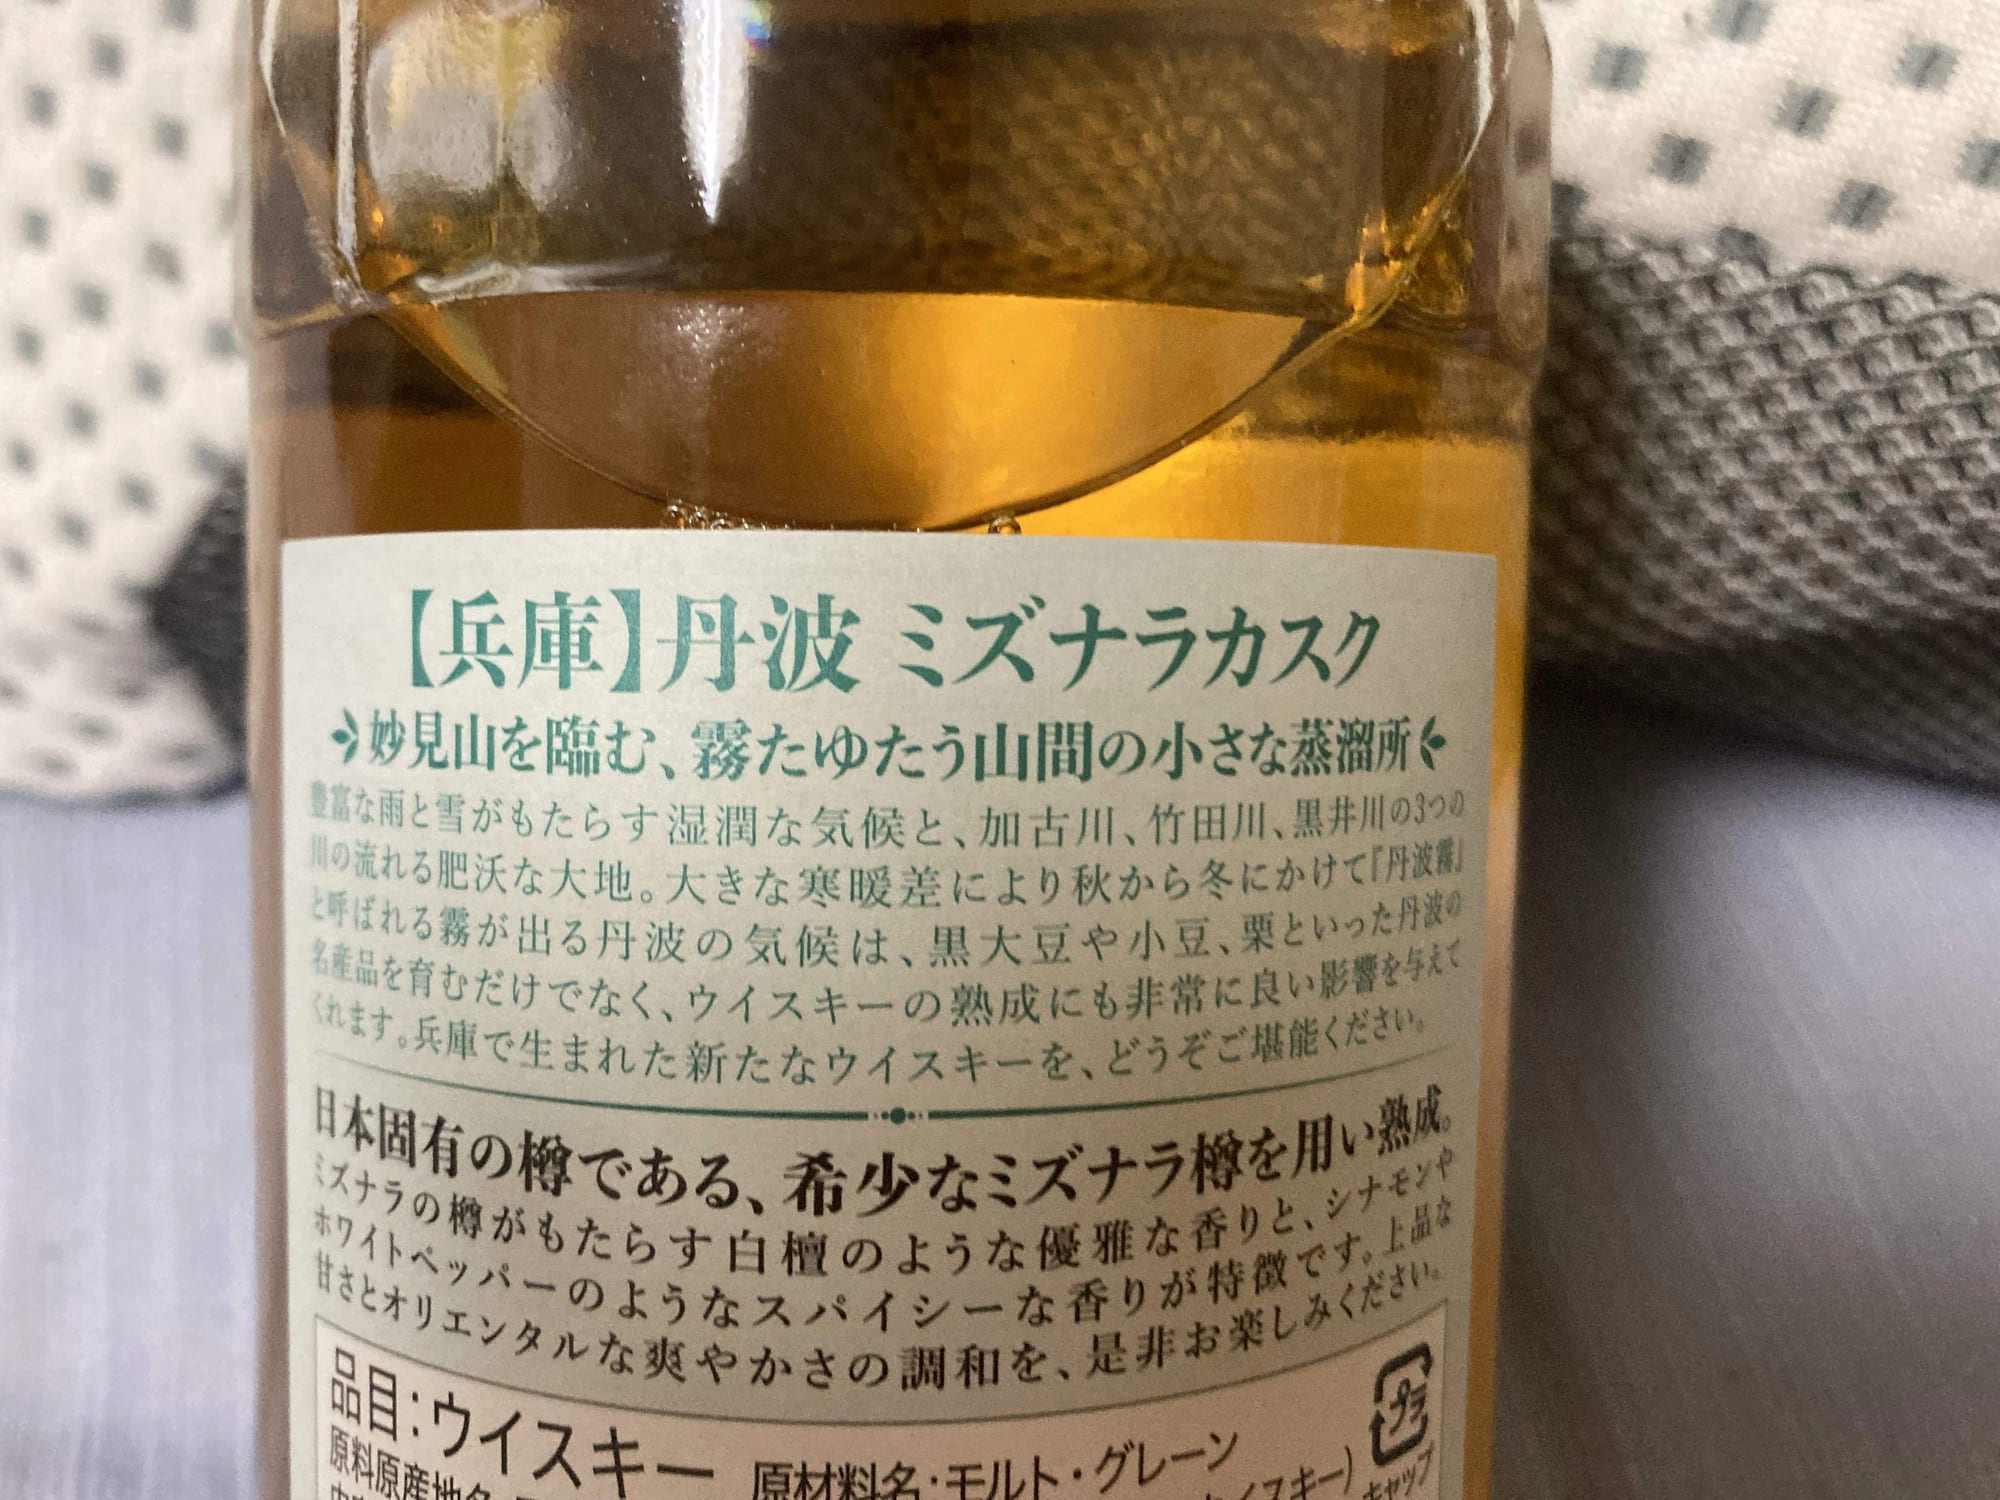 【兵庫】丹波 ミズナラカスク
妙見山を臨む、霧たゆたう山間の小さな蒸溜所
豊富な雨と雪がもたらす湿潤な気候と、加古川、竹田川、黒井川の3つの
川の流れる肥沃な大地。大きな寒暖差により秋から冬にかけて『丹波霧』
と呼ばれる霧が出る丹波の気候は、黒大豆や小豆、栗といった丹波の
名産品を育むだけでなく、ウイスキーの熟成にも非常に良い影響を与えて
くれます。兵庫で生まれた新たなウイスキーを、どうぞご堪能ください。
日本固有の樽である、希少なミズナラ樽を用い熟成。
ミズナラの樽がもたらす白檀のような優雅な香りと、シナモンや
ホワイトペッパーのようなスパイシーな香りが特徴です。上品な
甘さとオリエンタルな爽やかさの調和を、是非お楽しみください。
品目:ウイスキー
原材料名:モルト・グレーン
プラ
原料原産地名
イスキー)
キャップ